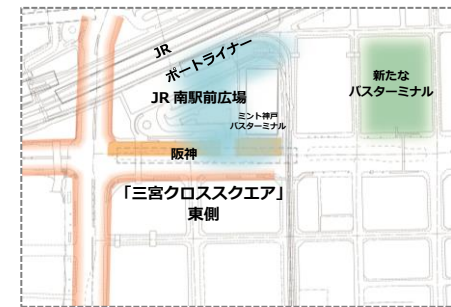 JR
ポートライナー
JR 南駅前広場
新たな
バスターミナル
ミント神戸
バスターミナル
阪神
「三宮クロススクエア」
東側